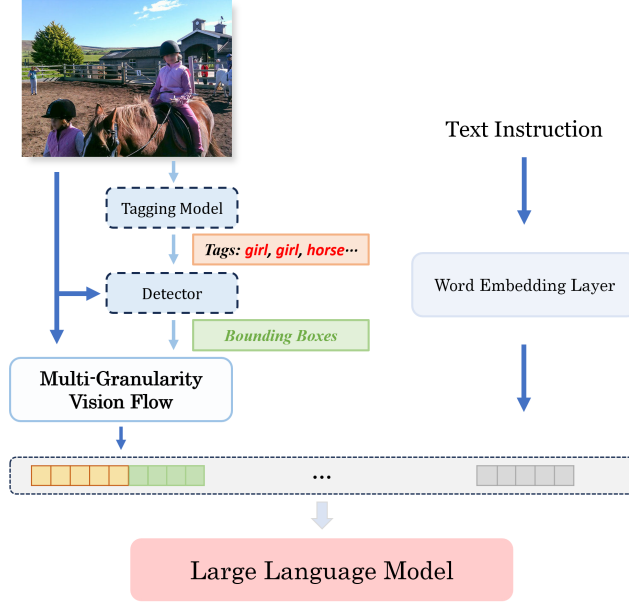 Text Instruction
Tagging Model
Tags: girl, girl, horse···
Word Embedding Layer
Detector
Bounding Boxes
Multi-Granularity
Vision Flow
...
Large Language Model